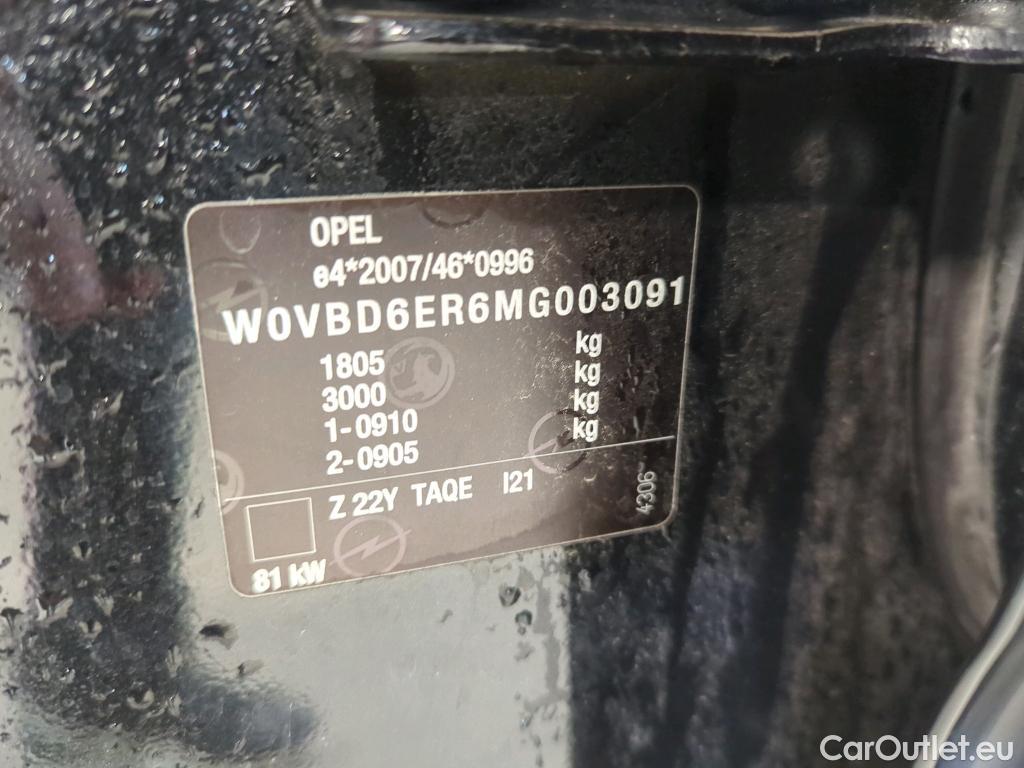 OPEL
e4*2007/46*0996
W0VBD6ER6MG003091
1805 kg
3000 kg
1-0910 kg
2-0905 kg
Z 22Y TAQE I21
4306
81 kW
CarOutlet.eu